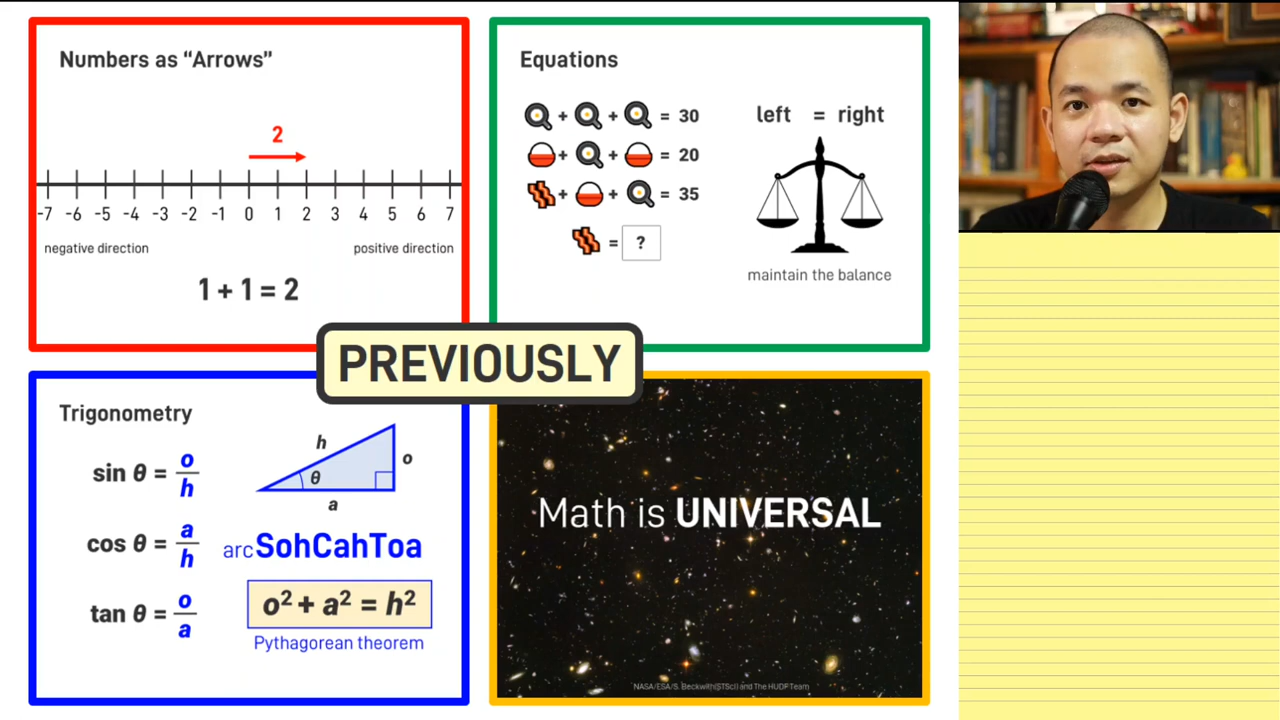 Numbers as “Arrows”
2
-7 -6 -5 -4 -3 -2 -1 0 1 2 3 4 5 6 7
negative direction positive direction
1 + 1 = 2
Equations
+ + = 30
+ + = 20
+ + = 35
= ?
left = right
maintain the balance
PREVIOUSLY
Trigonometry
sin θ = o/h
cos θ = a/h
tan θ = o/a
h
o
θ
a
arcSohCahToa
o² + a² = h²
Pythagorean theorem
Math is UNIVERSAL
NASA/ESA/S. Beckwith(STScI) and The HUDF Team